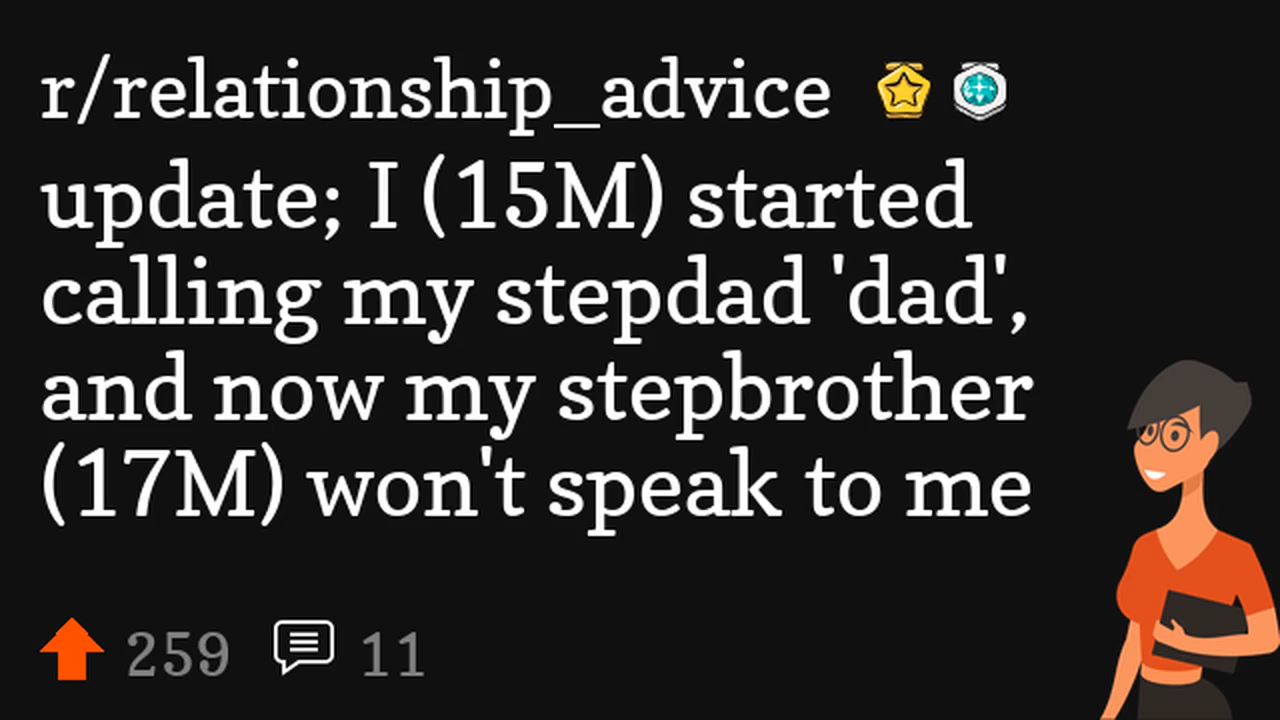 r/relationship_advice
update; I (15M) started
calling my stepdad 'dad',
and now my stepbrother
(17M) won't speak to me
259 11